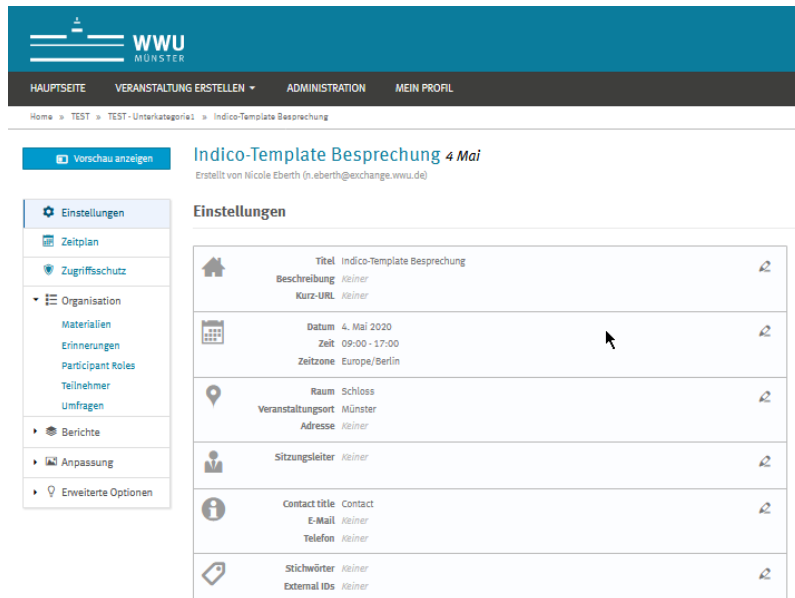 WWU
MÜNSTER
HAUPTSEITE VERANSTALTUNG ERSTELLEN ADMINISTRATION MEIN PROFIL
Home » TEST » TEST - Unterkategorie1 » Indico-Template Besprechung
Vorschau anzeigen
Indico-Template Besprechung 4 Mai
Erstellt von Nicole Eberth (n.eberth@exchange.wwu.de)
Einstellungen
Zeitplan
Zugriffsschutz
Organisation
Materialien
Erinnerungen
Participant Roles
Teilnehmer
Umfragen
Berichte
Anpassung
Erweiterte Optionen
Einstellungen
Titel Indico-Template Besprechung
Beschreibung Keiner
Kurz-URL Keiner
Datum 4. Mai 2020
Zeit 09:00 - 17:00
Zeitzone Europe/Berlin
Raum Schloss
Veranstaltungsort Münster
Adresse Keiner
Sitzungsleiter Keiner
Contact title Contact
E-Mail Keiner
Telefon Keiner
Stichwörter Keiner
External IDs Keiner